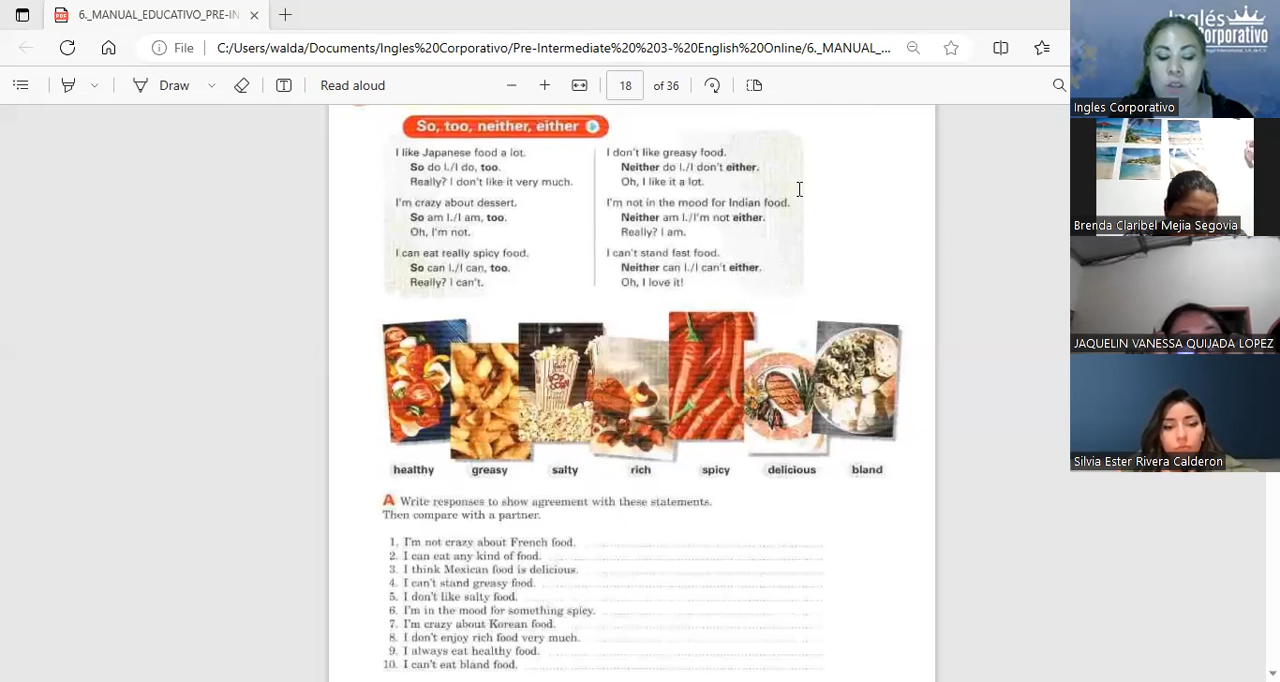 6._MANUAL_EDUCATIVO_PRE-IN
File
C:/Users/walda/Documents/Ingles%20Corporativo/Pre-Intermediate%20%203-%20English%20Online/6._MANUAL_...
Draw
Read aloud
18 of 36
So, too, neither, either
I like Japanese food a lot.
So do I./I do, too.
Really? I don't like it very much.
I'm crazy about dessert.
So am I./I am, too.
Oh, I'm not.
I can eat really spicy food.
So can I./I can, too.
Really? I can't.
I don't like greasy food.
Neither do I./I don't either.
Oh, I like it a lot.
I'm not in the mood for Indian food.
Neither am I./I'm not either.
Really? I am.
I can't stand fast food.
Neither can I./I can't either.
Oh, I love it!
healthy greasy salty rich spicy delicious bland
A Write responses to show agreement with these statements.
Then compare with a partner.
1. I'm not crazy about French food.
2. I can eat any kind of food.
3. I think Mexican food is delicious.
4. I can't stand greasy food.
5. I don't like salty food.
6. I'm in the mood for something spicy.
7. I'm crazy about Korean food.
8. I don't enjoy rich food very much.
9. I always eat healthy food.
10. I can't eat bland food.
Inglés
Corporativo
Ingles Corporativo
Brenda Claribel Mejia Segovia
JAQUELIN VANESSA QUIJADA LOPEZ
Silvia Ester Rivera Calderon